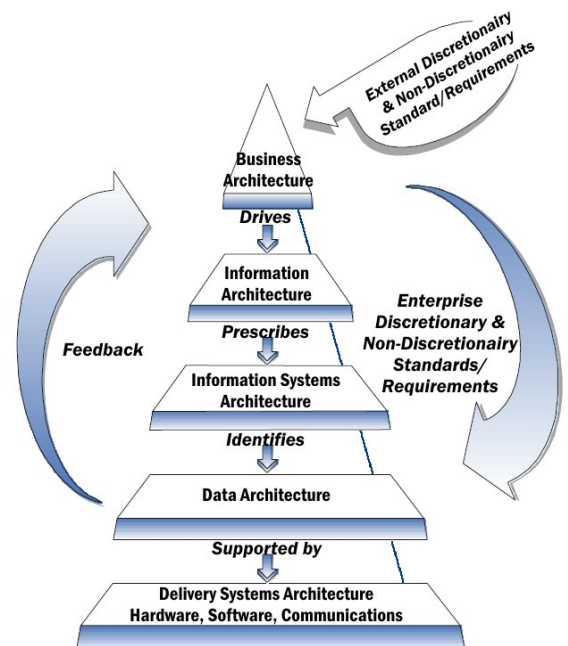 External Discretionairy
& Non-Discretionairy
Standard/Requirements
Business
Architecture
Drives
Information
Architecture
Prescribes
Information Systems
Architecture
Identifies
Data Architecture
Supported by
Delivery Systems Architecture
Hardware, Software, Communications
Feedback
Enterprise
Discretionary &
Non-Discretionairy
Standards/
Requirements